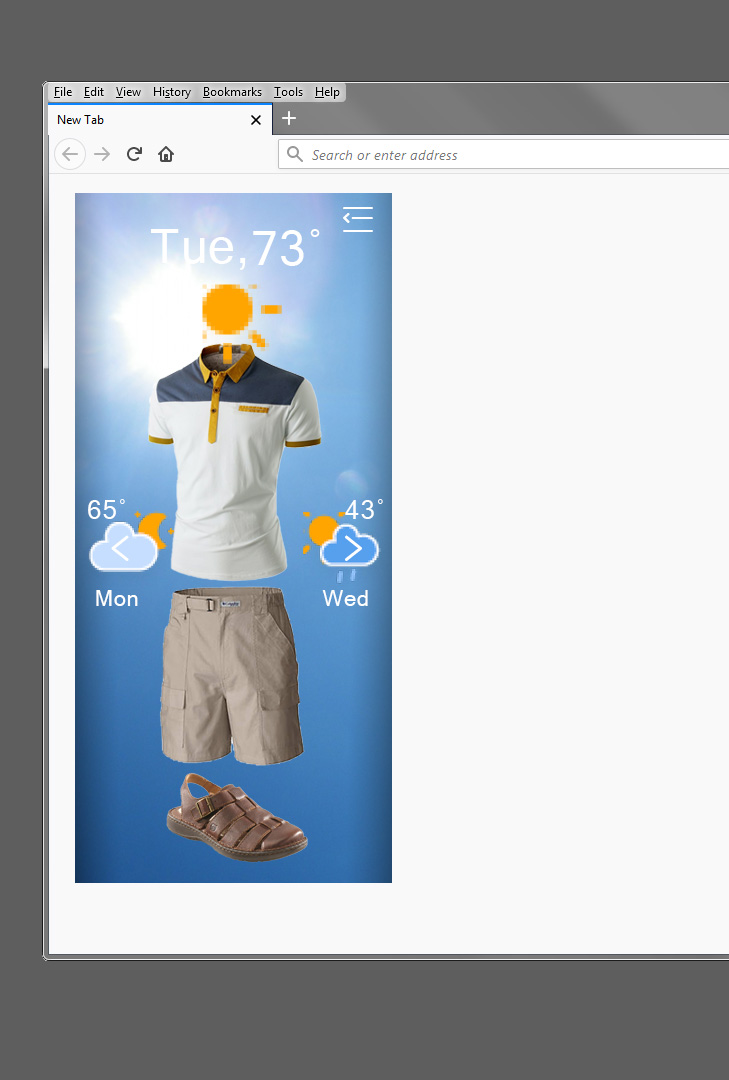 File Edit View History Bookmarks Tools Help
New Tab
Search or enter address
Tue, 73°
65°
43°
Mon
Wed